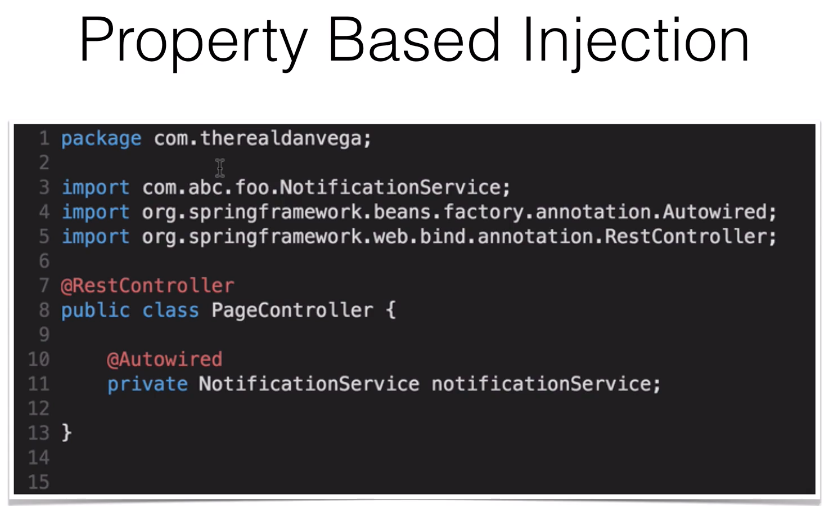 Property Based Injection
1 package com.therealdanvega;
2
3 import com.abc.foo.NotificationService;
4 import org.springframework.beans.factory.annotation.Autowired;
5 import org.springframework.web.bind.annotation.RestController;
6
7 @RestController
8 public class PageController {
9
10 @Autowired
11 private NotificationService notificationService;
12
13 }
14
15